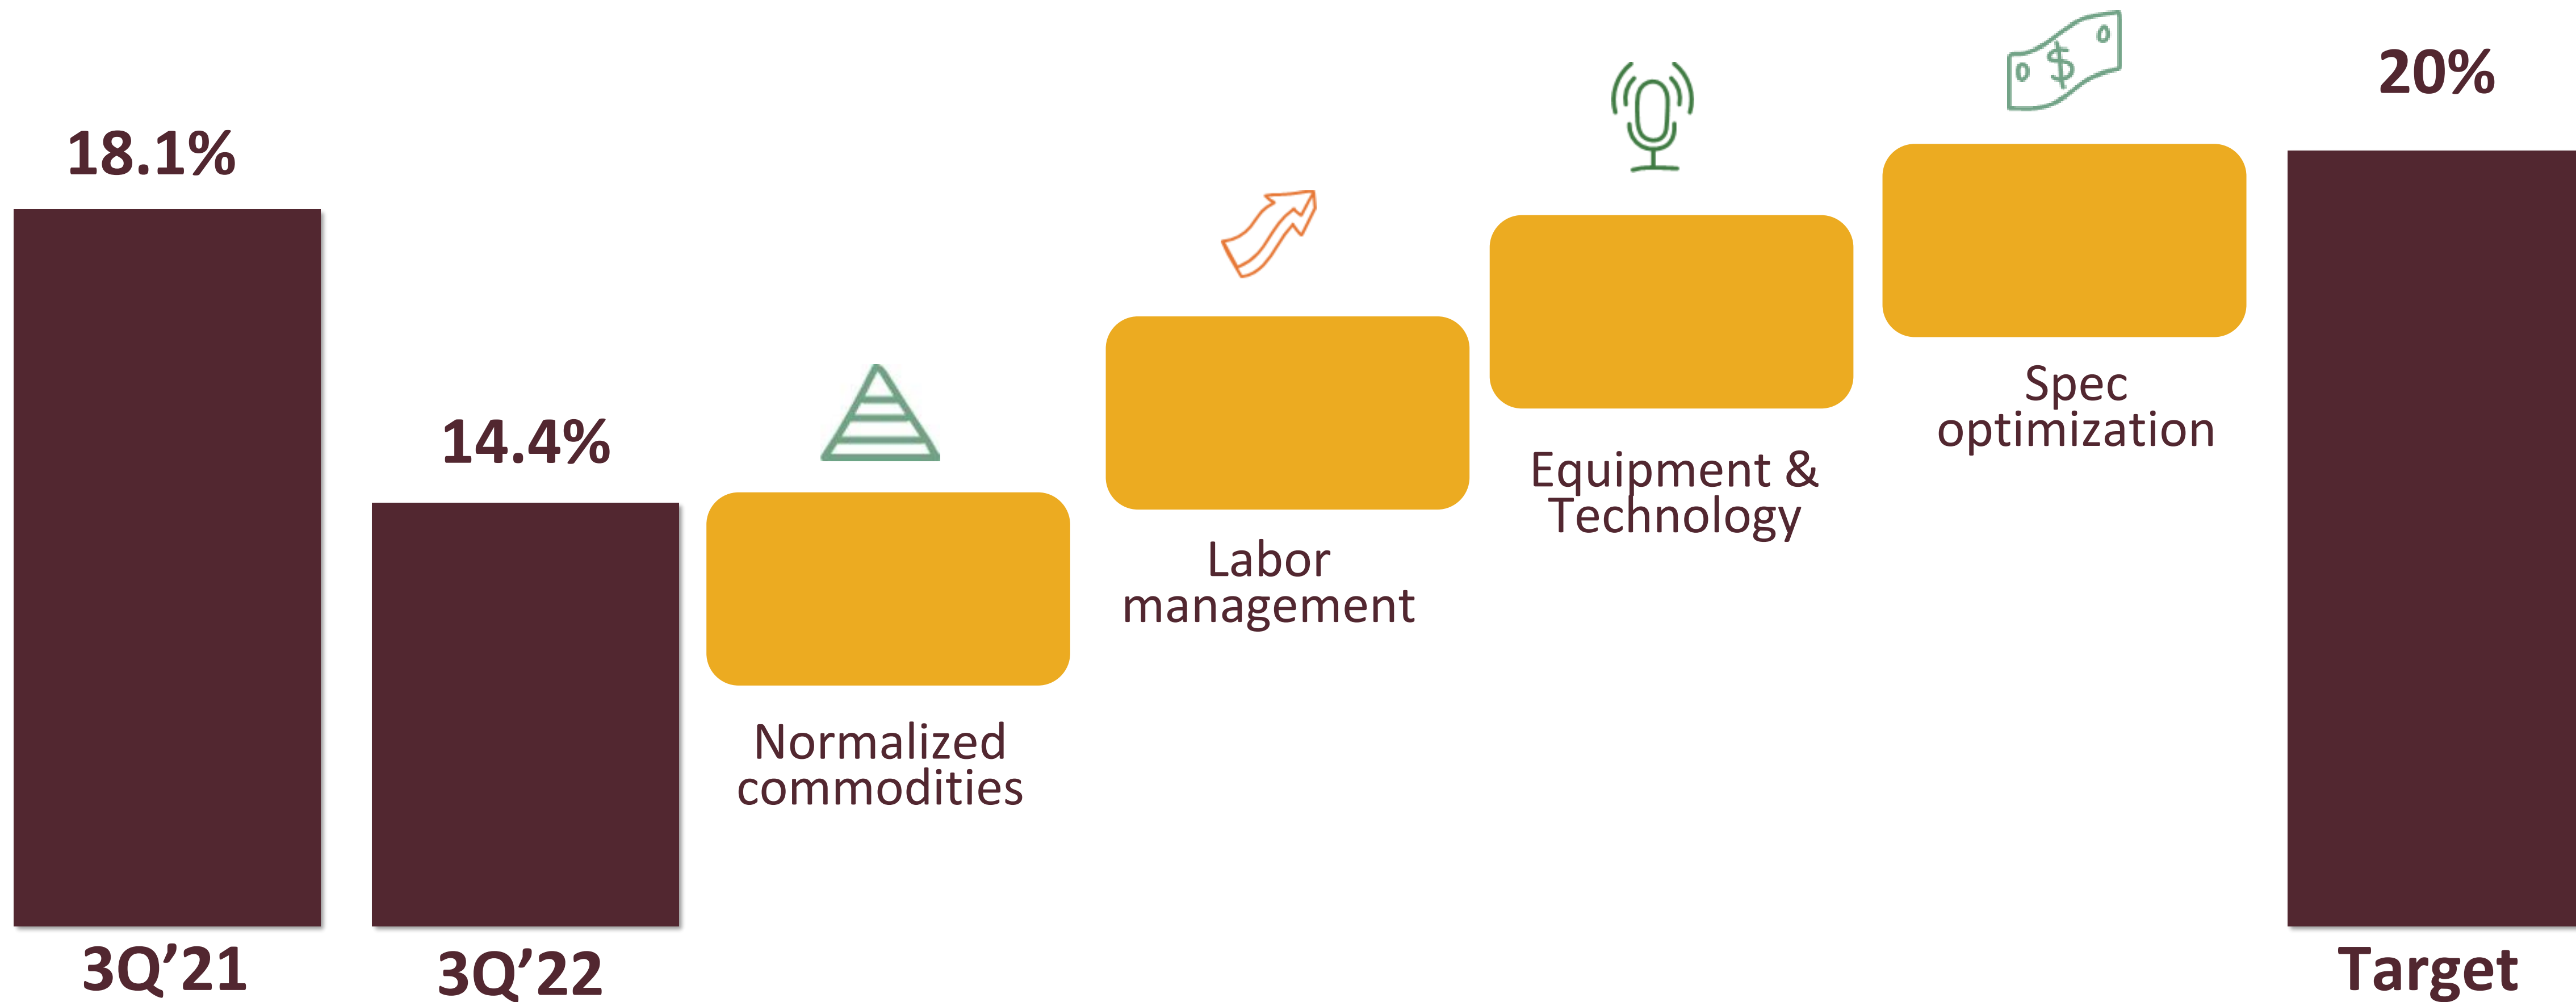 18.1%
14.4%
20%
Normalized
commodities
Labor
management
Equipment &
Technology
Spec
optimization
$
3Q’21
3Q’22
Target